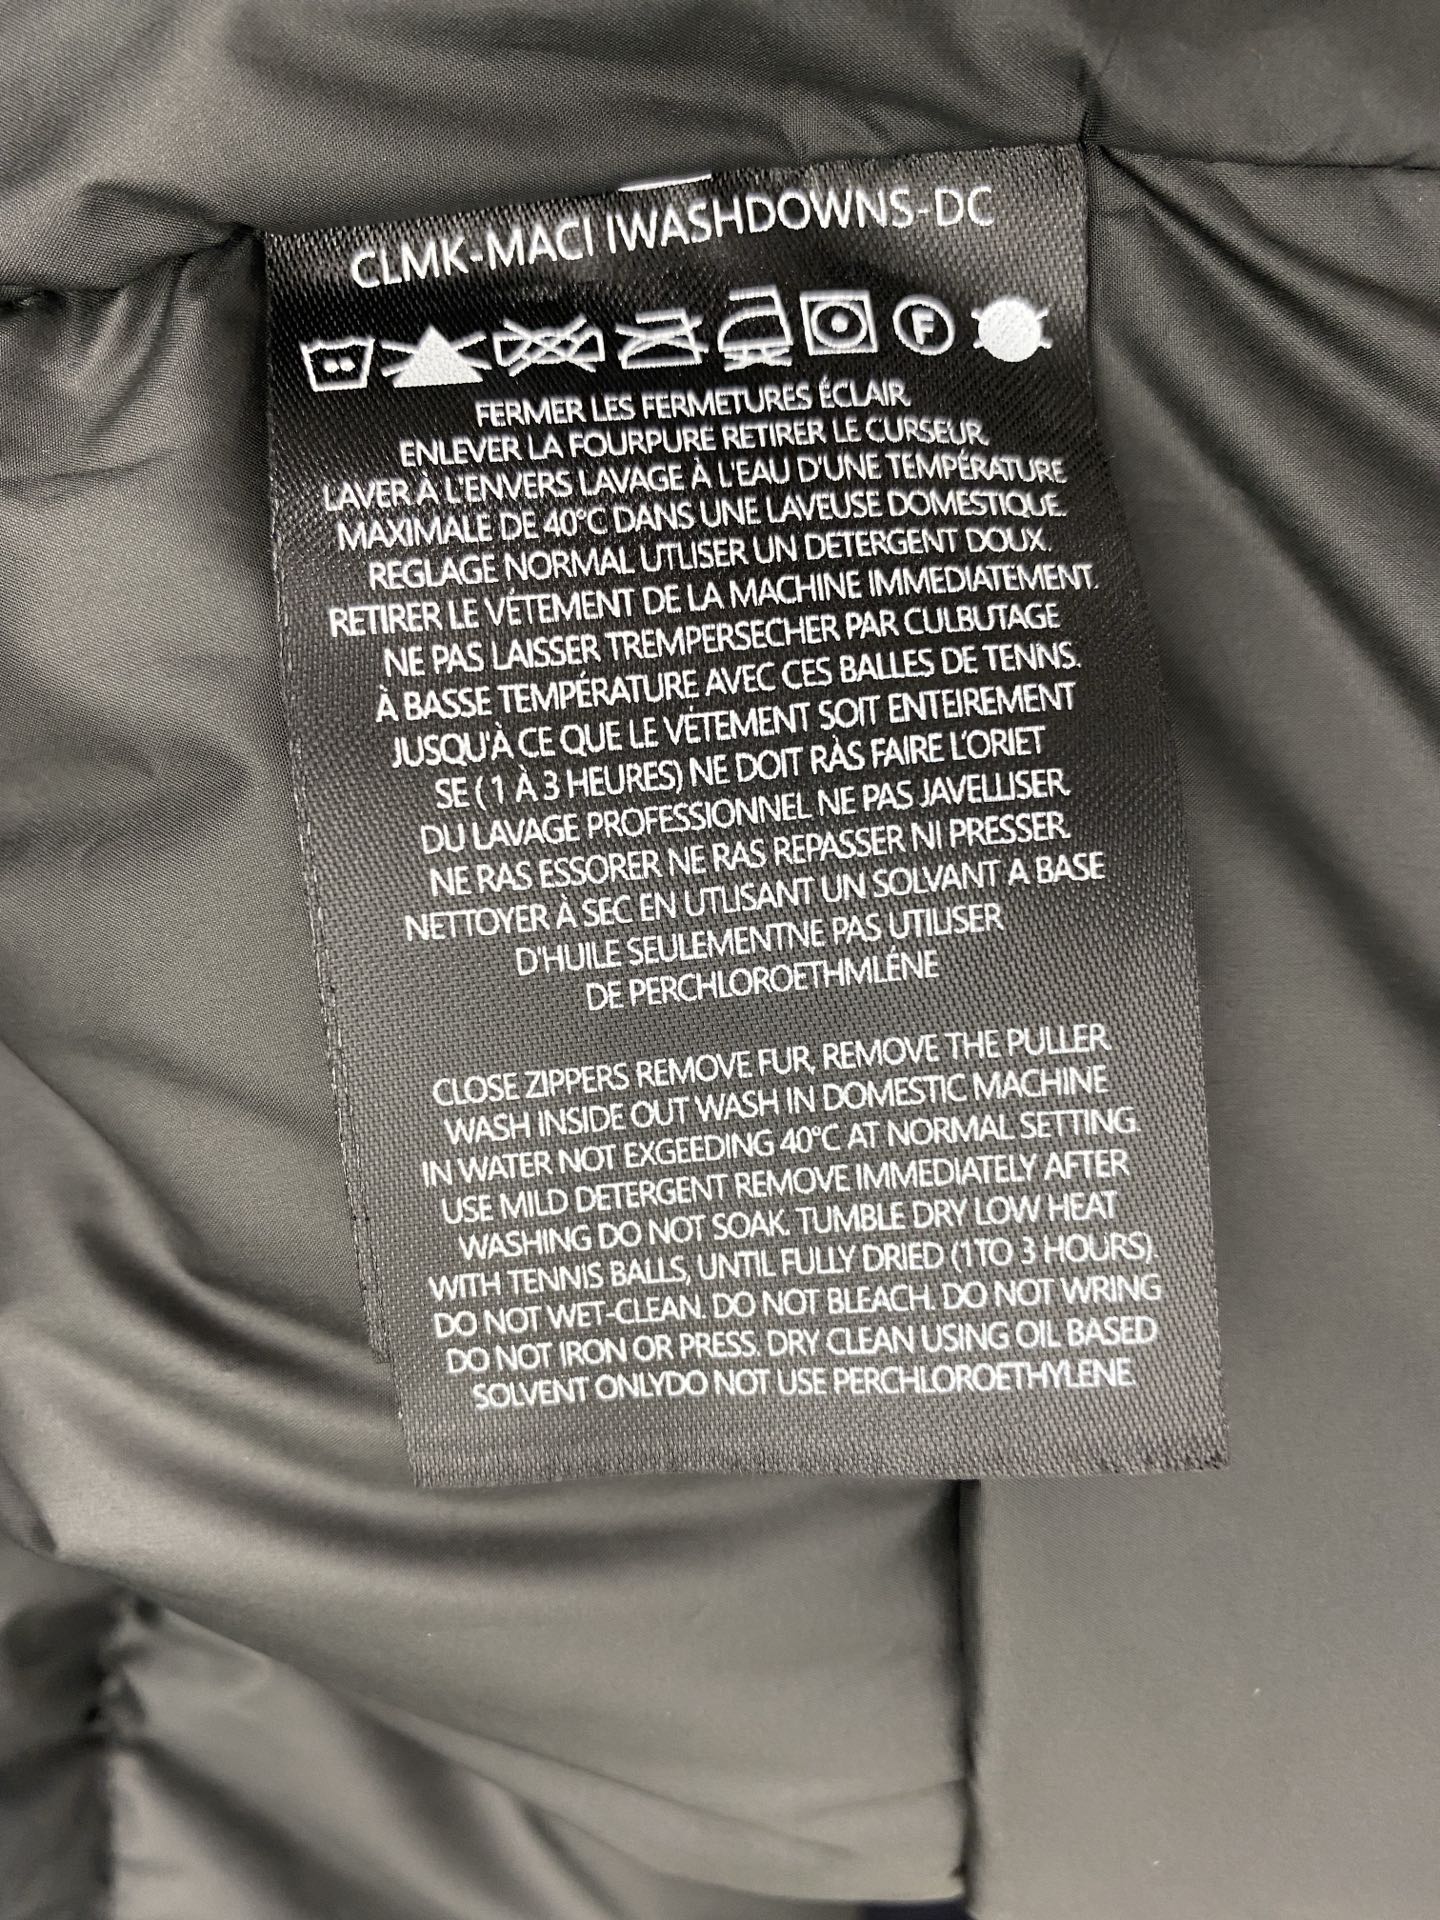 CLMK-MACI IWASHDOWNS-DC
F
FERMER LES FERMETURES ÉCLAIR.
ENLEVER LA FOURPURE RETIRER LE CURSEUR.
LAVER À L'ENVERS LAVAGE À L'EAU D'UNE TEMPÉRATURE
MAXIMALE DE 40°C DANS UNE LAVEUSE DOMESTIQUE.
REGLAGE NORMAL UTLISER UN DETERGENT DOUX.
RETIRER LE VÉTEMENT DE LA MACHINE IMMEDIATEMENT.
NE PAS LAISSER TREMPERSECHER PAR CULBUTAGE
À BASSE TEMPÉRATURE AVEC CES BALLES DE TENNS.
JUSQU'À CE QUE LE VÉTEMENT SOIT ENTEIREMENT
SE ( 1 À 3 HEURES) NE DOIT RÀS FAIRE L'ORIET
DU LAVAGE PROFESSIONNEL NE PAS JAVELLISER.
NE RAS ESSORER NE RAS REPASSER NI PRESSER.
NETTOYER À SEC EN UTLISANT UN SOLVANT A BASE
D'HUILE SEULEMENTNE PAS UTILISER
DE PERCHLOROETHMLÉNE
CLOSE ZIPPERS REMOVE FUR, REMOVE THE PULLER.
WASH INSIDE OUT WASH IN DOMESTIC MACHINE
IN WATER NOT EXGEEDING 40°C AT NORMAL SETTING.
USE MILD DETERGENT REMOVE IMMEDIATELY AFTER
WASHING DO NOT SOAK. TUMBLE DRY LOW HEAT
WITH TENNIS BALLS, UNTIL FULLY DRIED (1TO 3 HOURS).
DO NOT WET-CLEAN. DO NOT BLEACH. DO NOT WRING
DO NOT IRON OR PRESS. DRY CLEAN USING OIL BASED
SOLVENT ONLYDO NOT USE PERCHLOROETHYLENE.